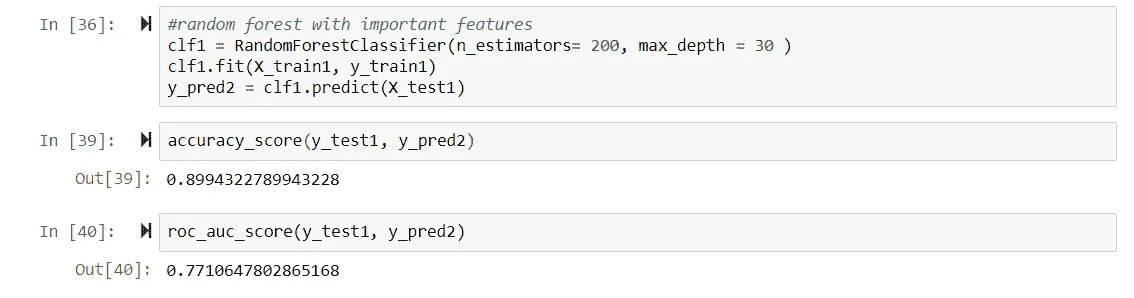 In [36]: #random forest with important features
clf1 = RandomForestClassifier(n_estimators= 200, max_depth = 30 )
clf1.fit(X_train1, y_train1)
y_pred2 = clf1.predict(X_test1)
In [39]: accuracy_score(y_test1, y_pred2)
Out[39]: 0.8994322789943228
In [40]: roc_auc_score(y_test1, y_pred2)
Out[40]: 0.7710647802865168